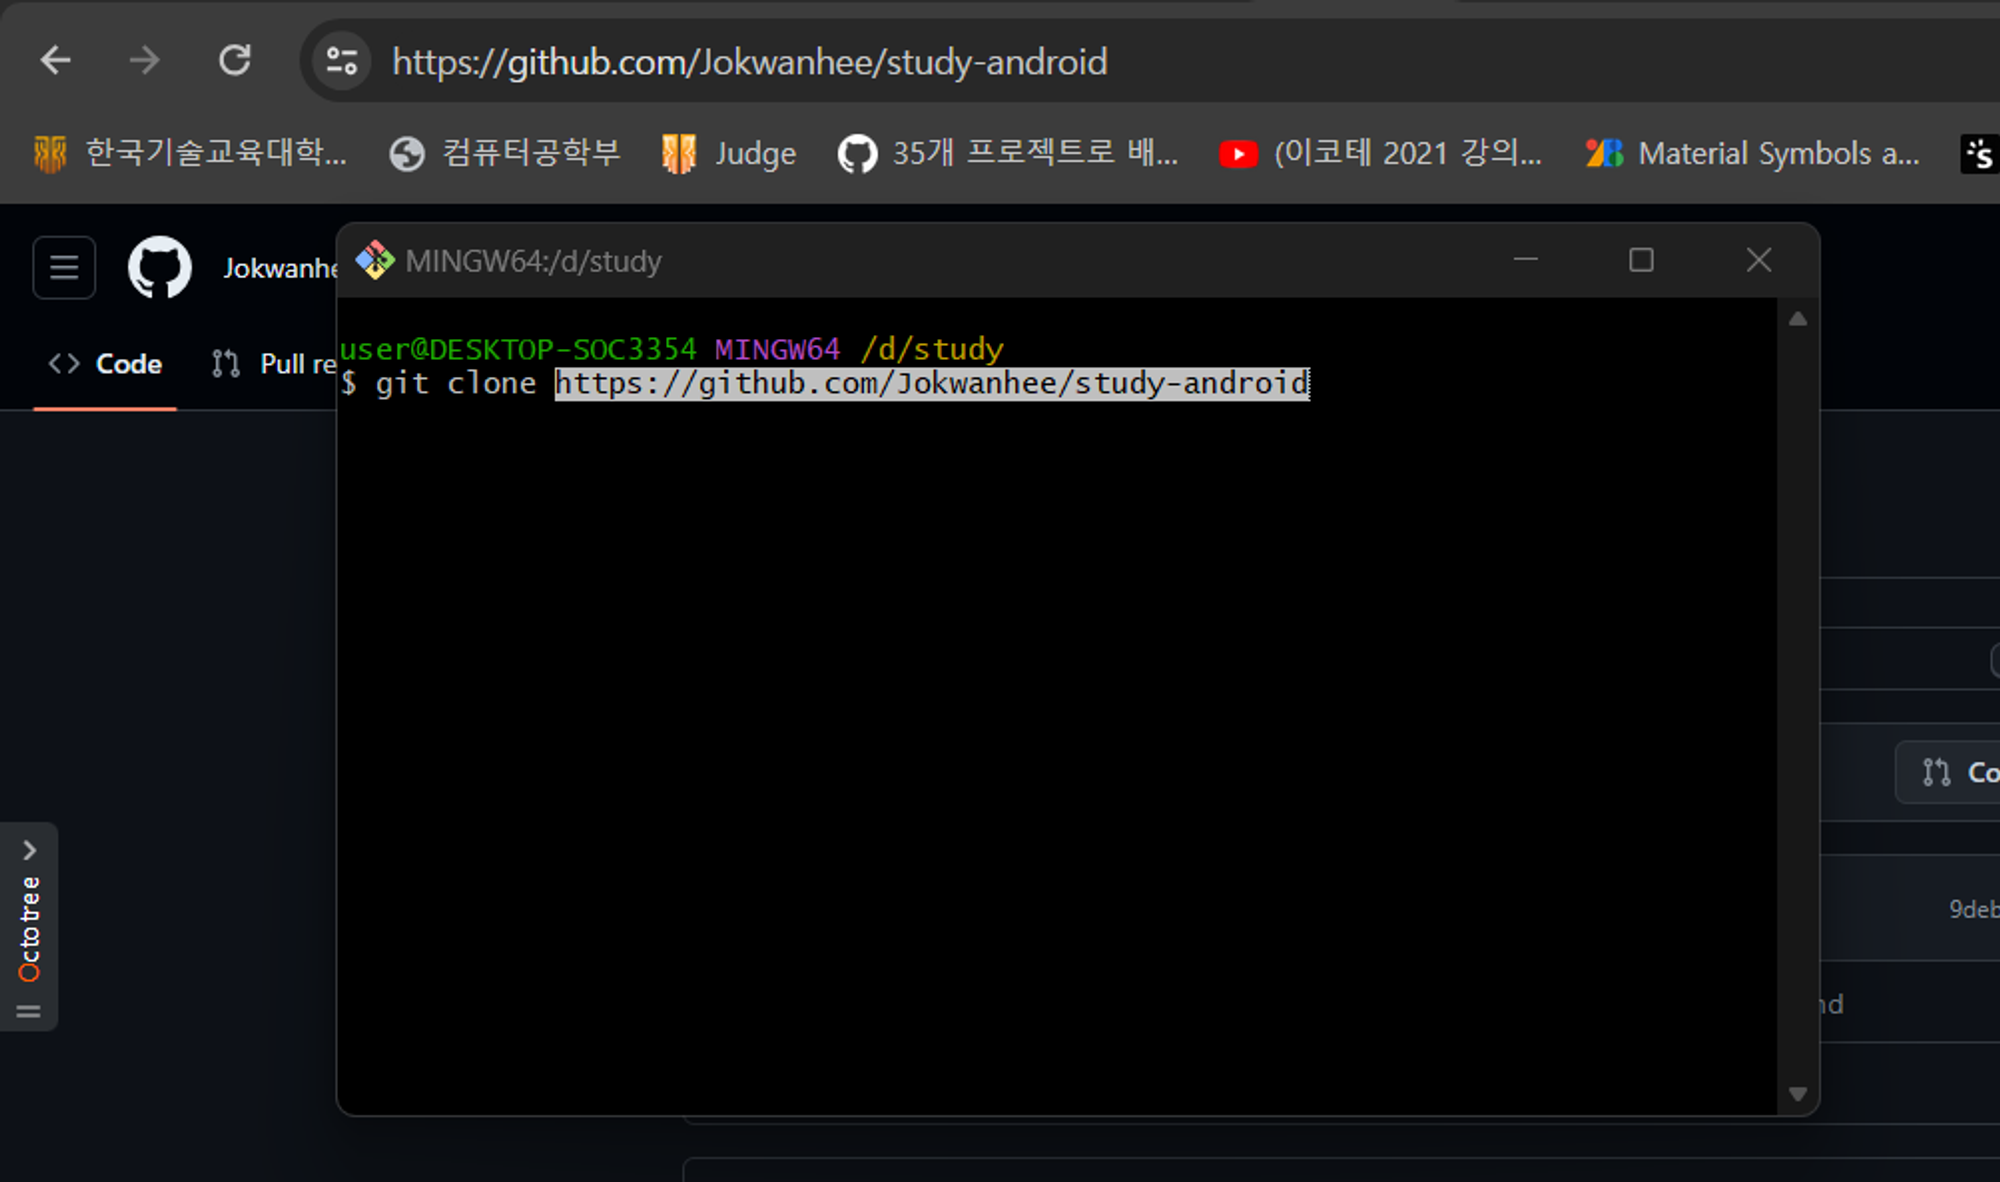 https://github.com/Jokwanhee/study-android
한국기술교육대학... 컴퓨터공학부 Judge 35개 프로젝트로 배... (이코테 2021 강의... Material Symbols a...
Jokwanhe
MINGW64:/d/study
Code Pull re
user@DESKTOP-SOC3354 MINGW64 /d/study
$ git clone https://github.com/Jokwanhee/study-android
Co
Octotree
9deb
nd